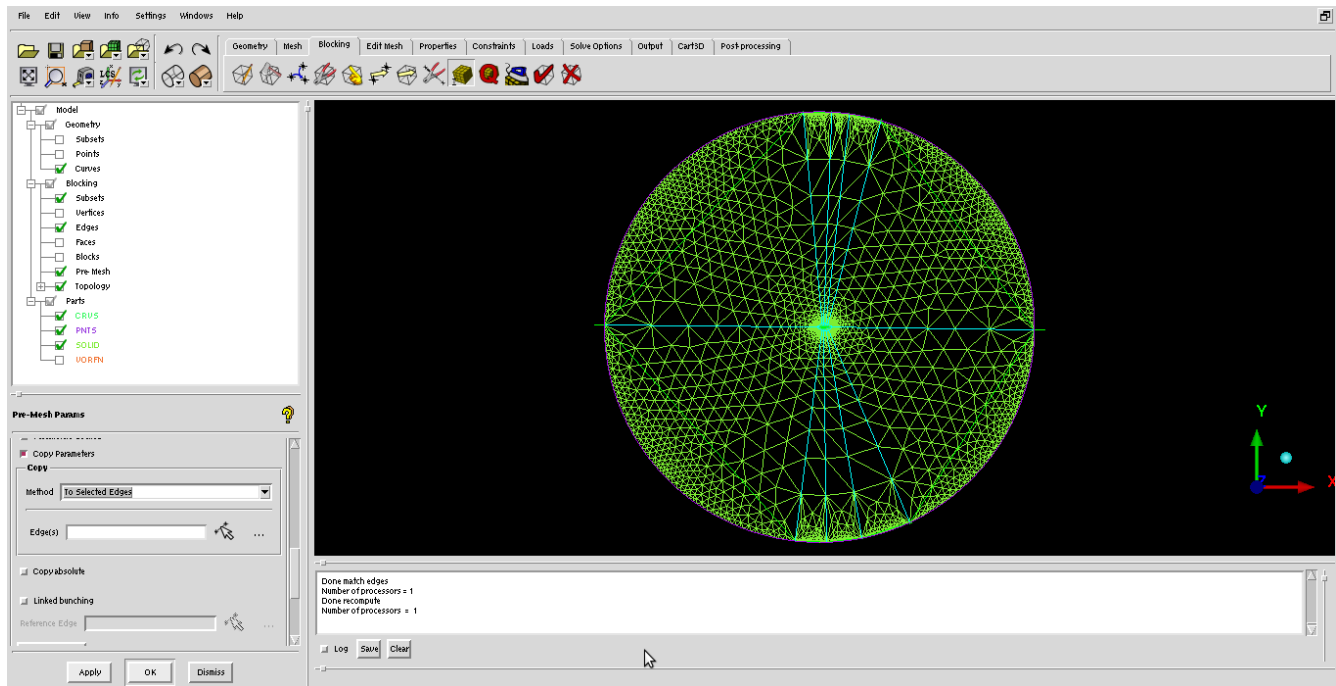 File Edit View Info Settings Windows Help
Geometry Mesh Blocking Edit Mesh Properties Constraints Loads Solve Options Output Cart3D Post-processing
LCS
Model
Geometry
Subsets
Points
Curves
Blocking
Subsets
Vertices
Edges
Faces
Blocks
Pre-Mesh
Topology
Parts
CRVS
PNTS
SOLID
VORFN
Pre-Mesh Params
Copy Parameters
Copy
Method To Selected Edges
Edge(s) ...
Copy absolute
Linked bunching
Reference Edge ...
Apply OK Dismiss
Y
Z X
Done match edges
Number of processors = 1
Done recompute
Number of processors = 1
Log Save Clear